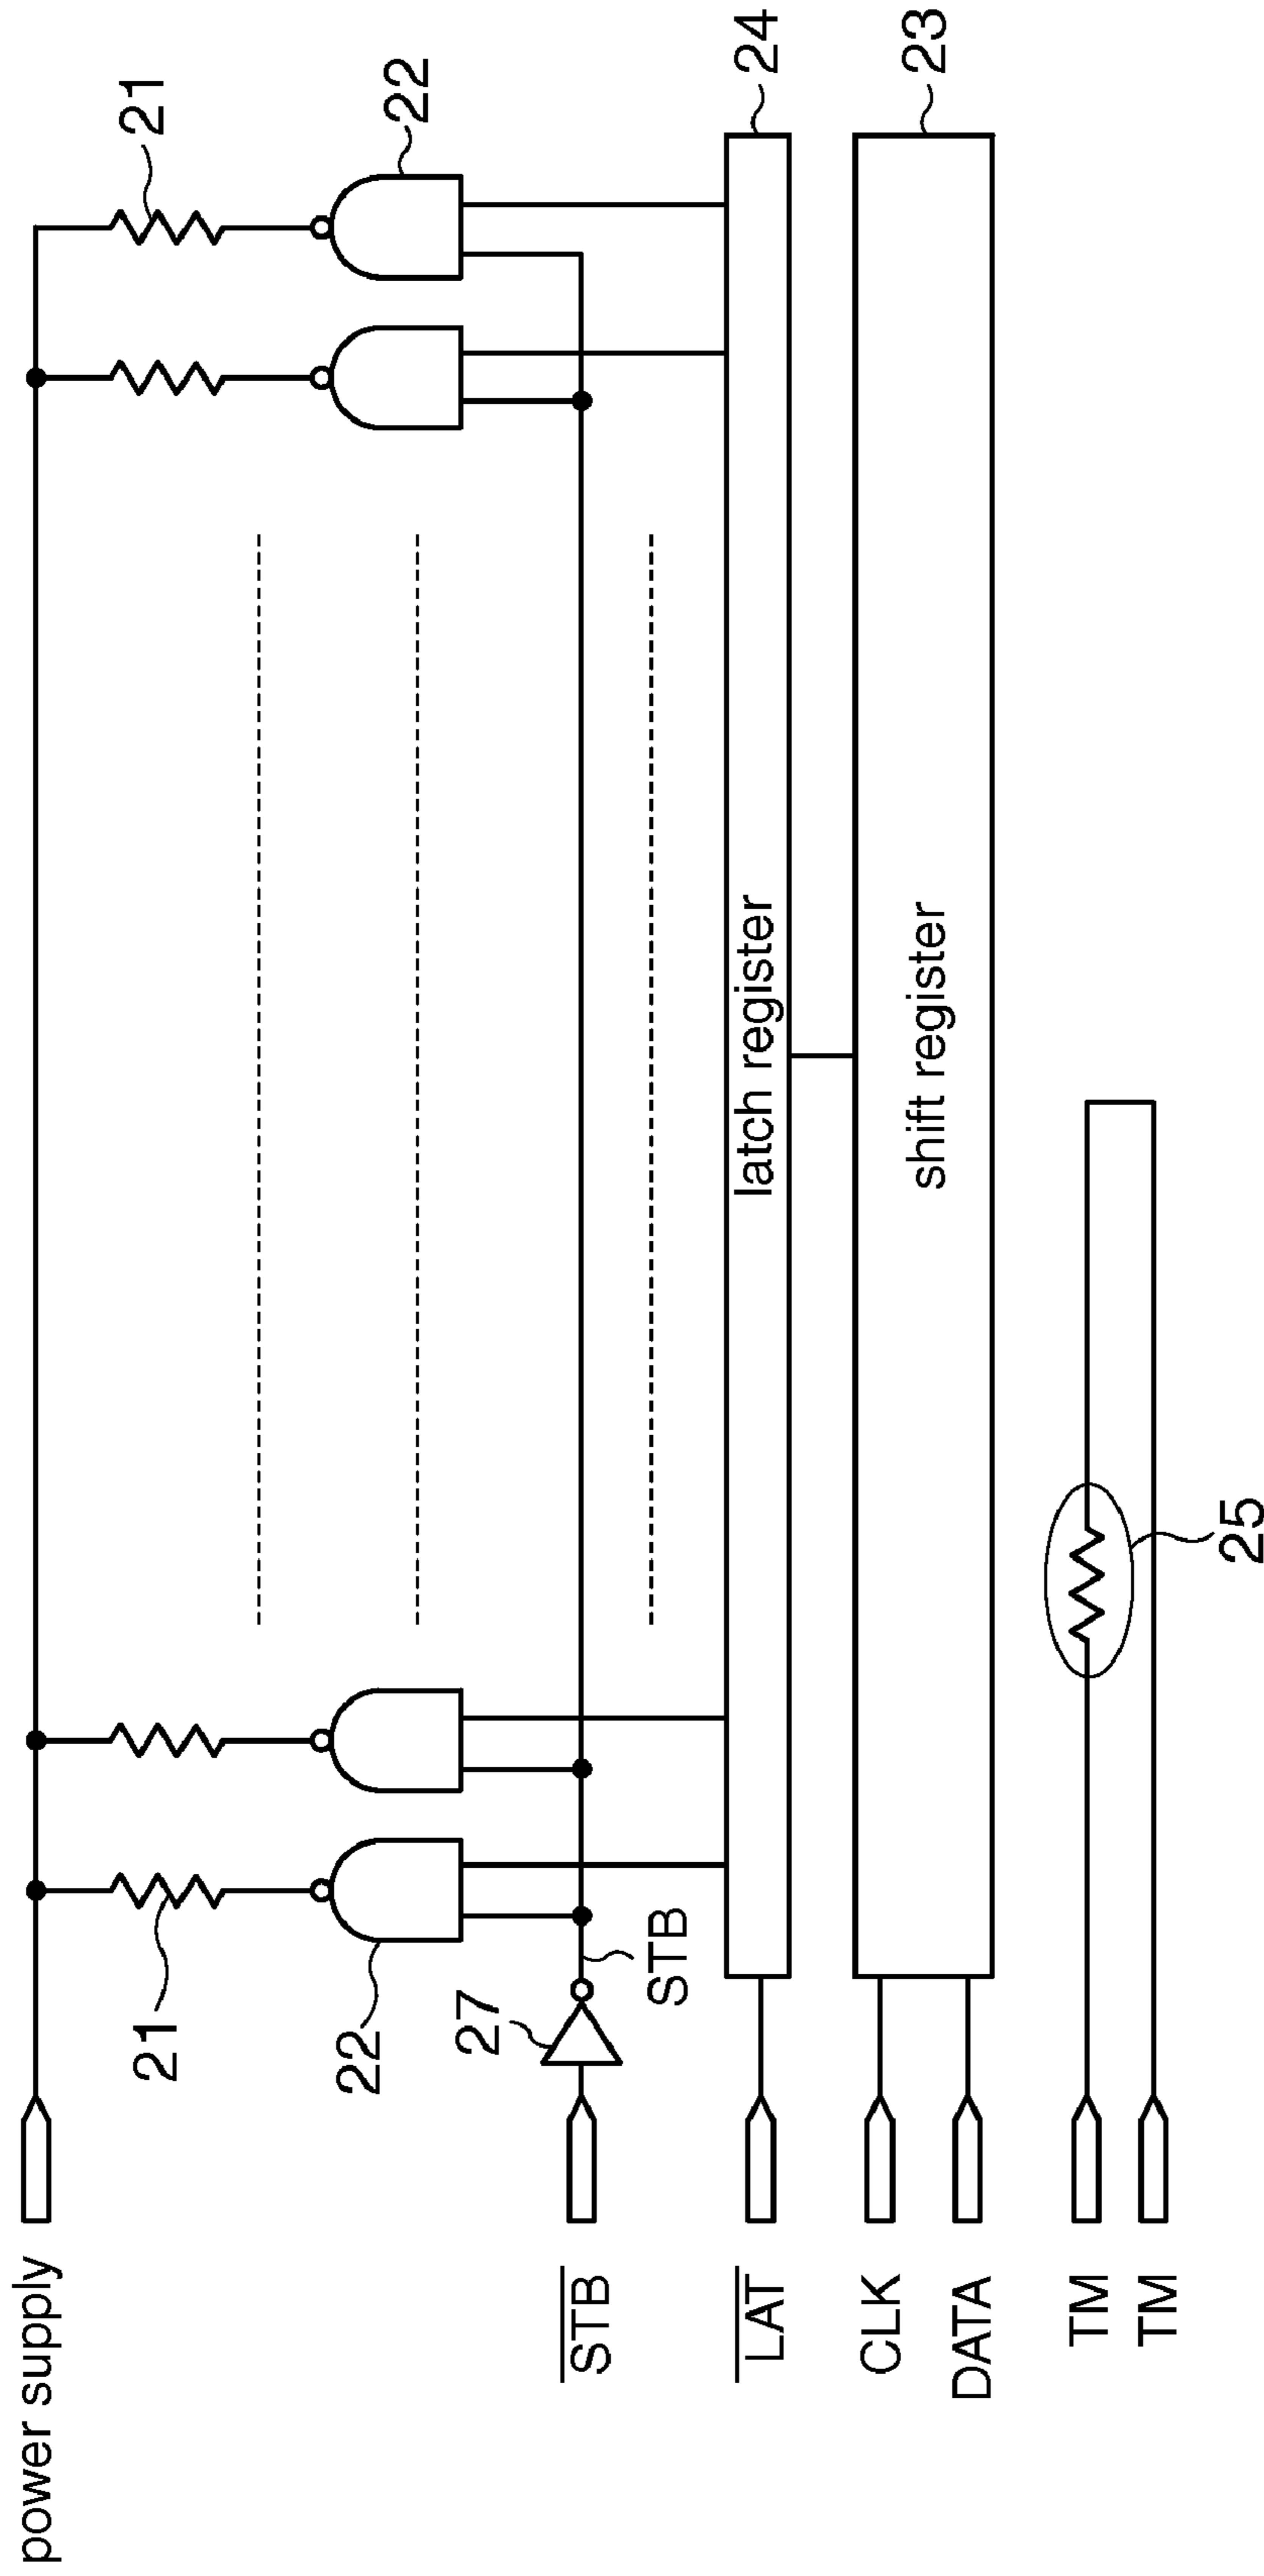 power supply
21
21
22
22
27
STB
STB
24
latch register
LAT
23
shift register
CLK
DATA
25
TM
TM